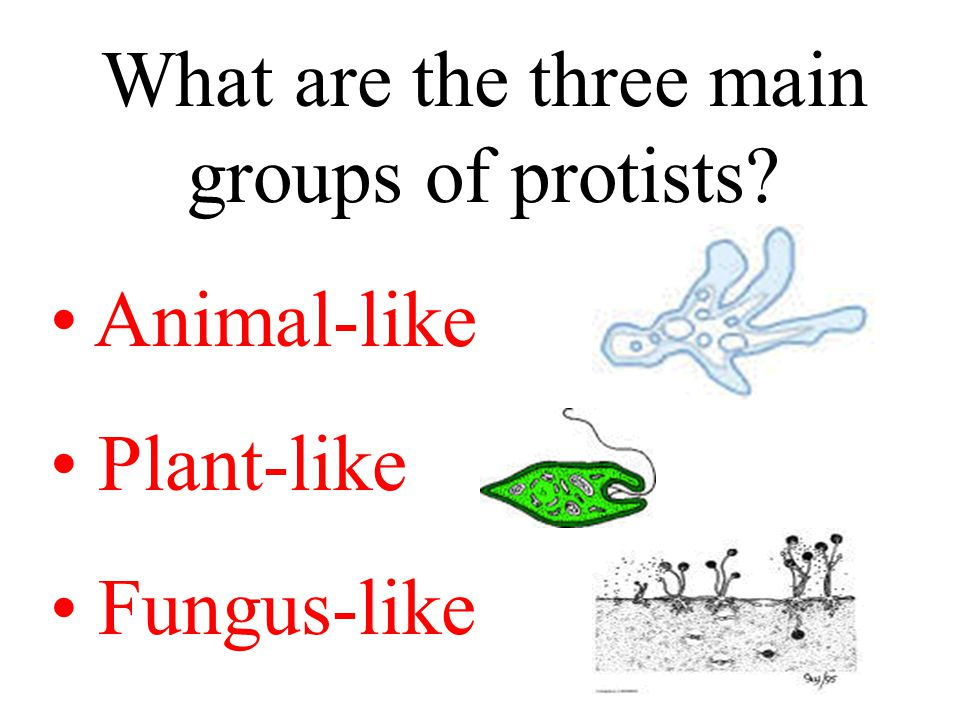 What are the three main
groups of protists?
• Animal-like
• Plant-like
• Fungus-like